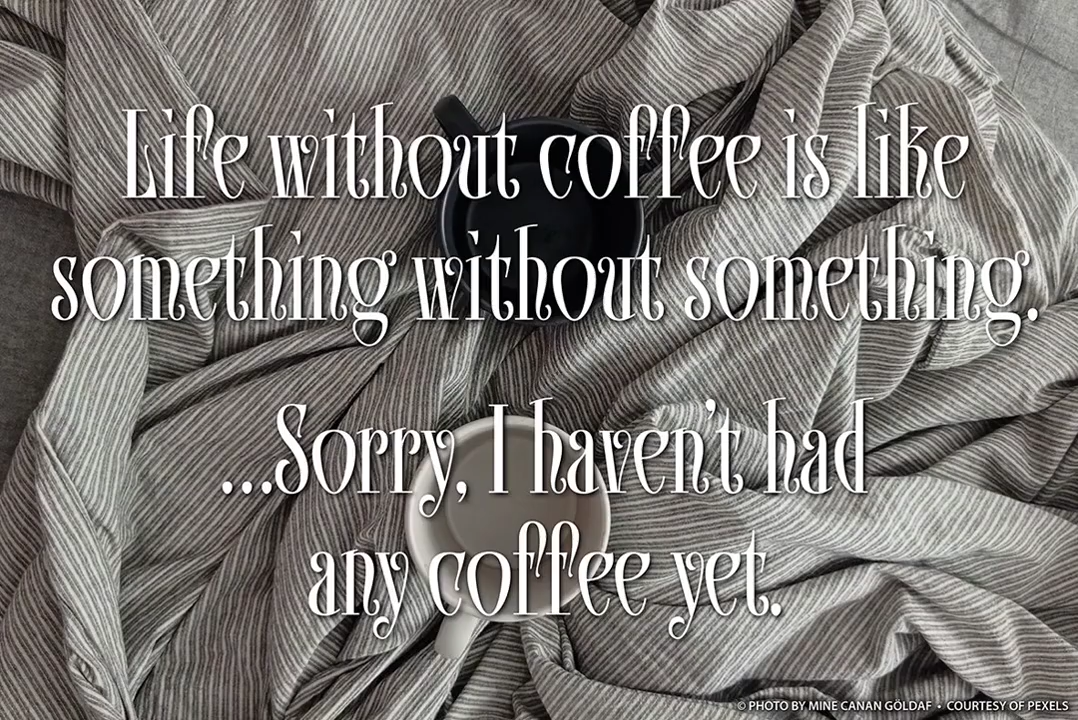 Life without coffee is like
something without something.
...Sorry, I haven't had
any coffee yet.
© PHOTO BY MINE CANAN GÖLDAF • COURTESY OF PEXELS